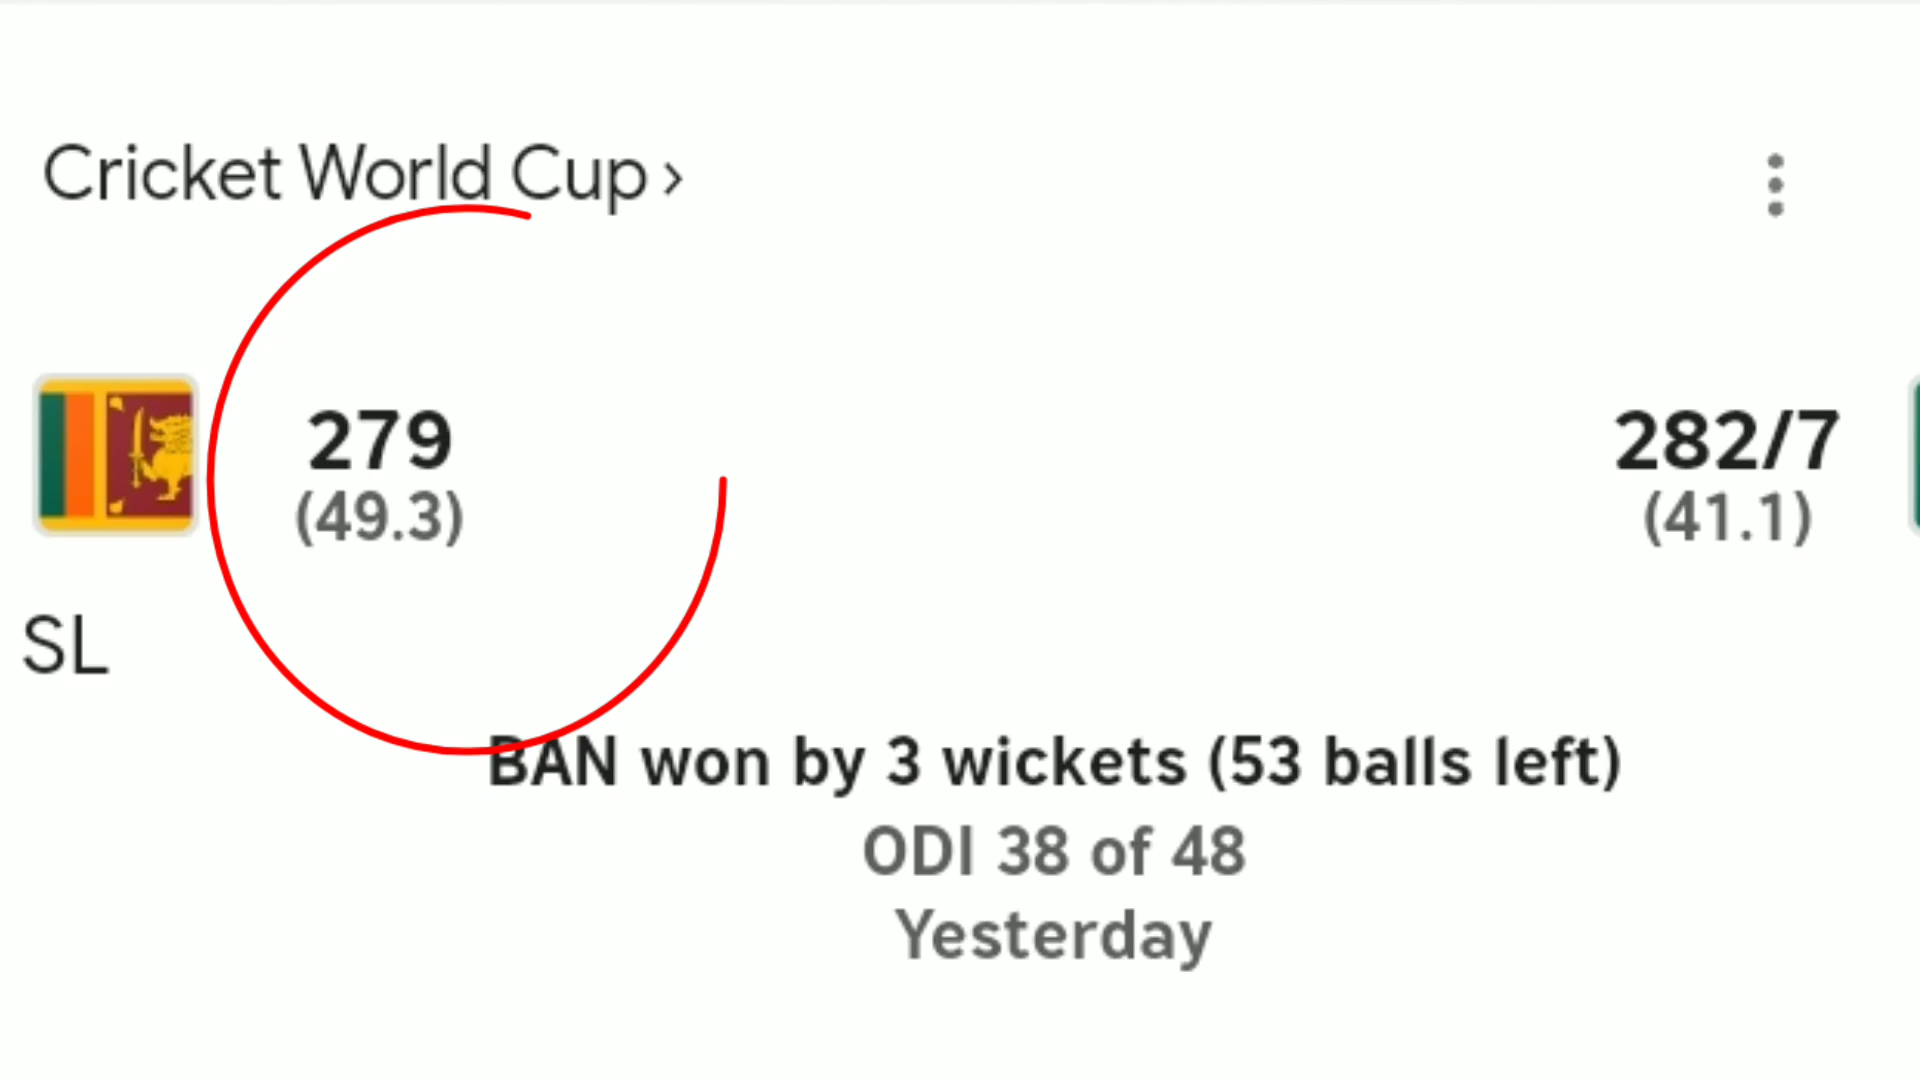 Cricket World Cup ›
279
(49.3)
282/7
(41.1)
SL
BAN won by 3 wickets (53 balls left)
ODI 38 of 48
Yesterday